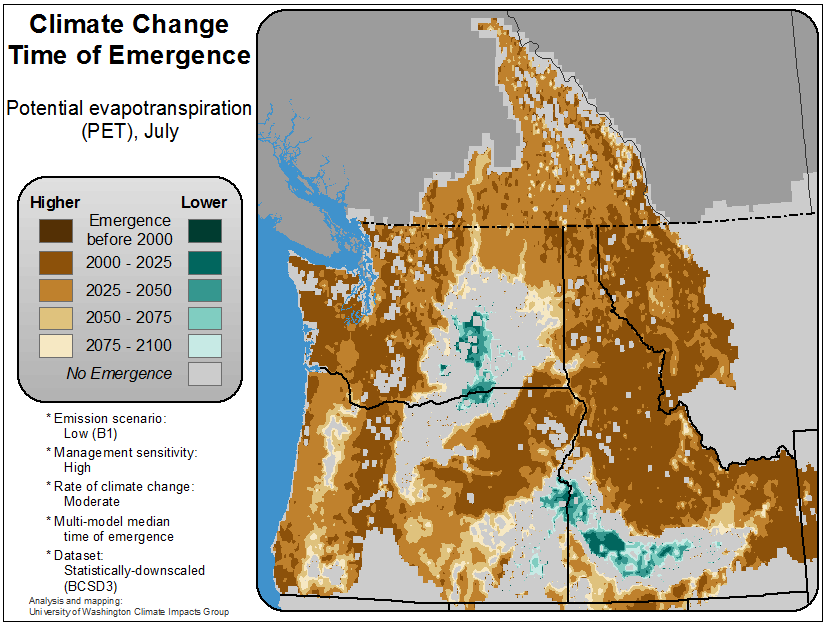 Climate Change
Time of Emergence
Potential evapotranspiration
(PET), July
Higher Lower
Emergence
before 2000
2000 - 2025
2025 - 2050
2050 - 2075
2075 - 2100
No Emergence
* Emission scenario:
Low (B1)
* Management sensitivity:
High
* Rate of climate change:
Moderate
* Multi-model median
time of emergence
* Dataset:
Statistically-downscaled
(BCSD3)
Analysis and mapping:
University of Washington Climate Impacts Group